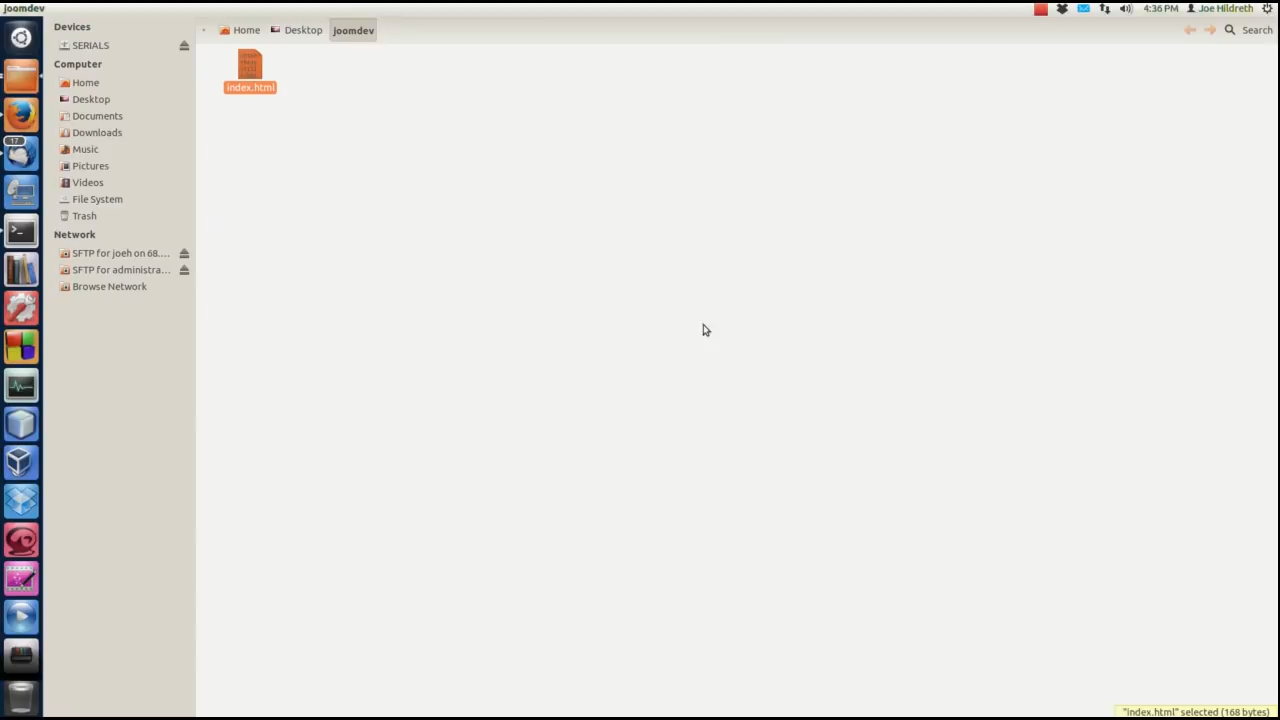 joomdev
4:36 PM Joe Hildreth
Devices
SERIALS
Computer
Home
Desktop
Documents
Downloads
Music
Pictures
Videos
File System
Trash
Network
SFTP for joeh on 68....
SFTP for administra...
Browse Network
17
Home Desktop joomdev
Search
index.html
"index.html" selected (168 bytes)